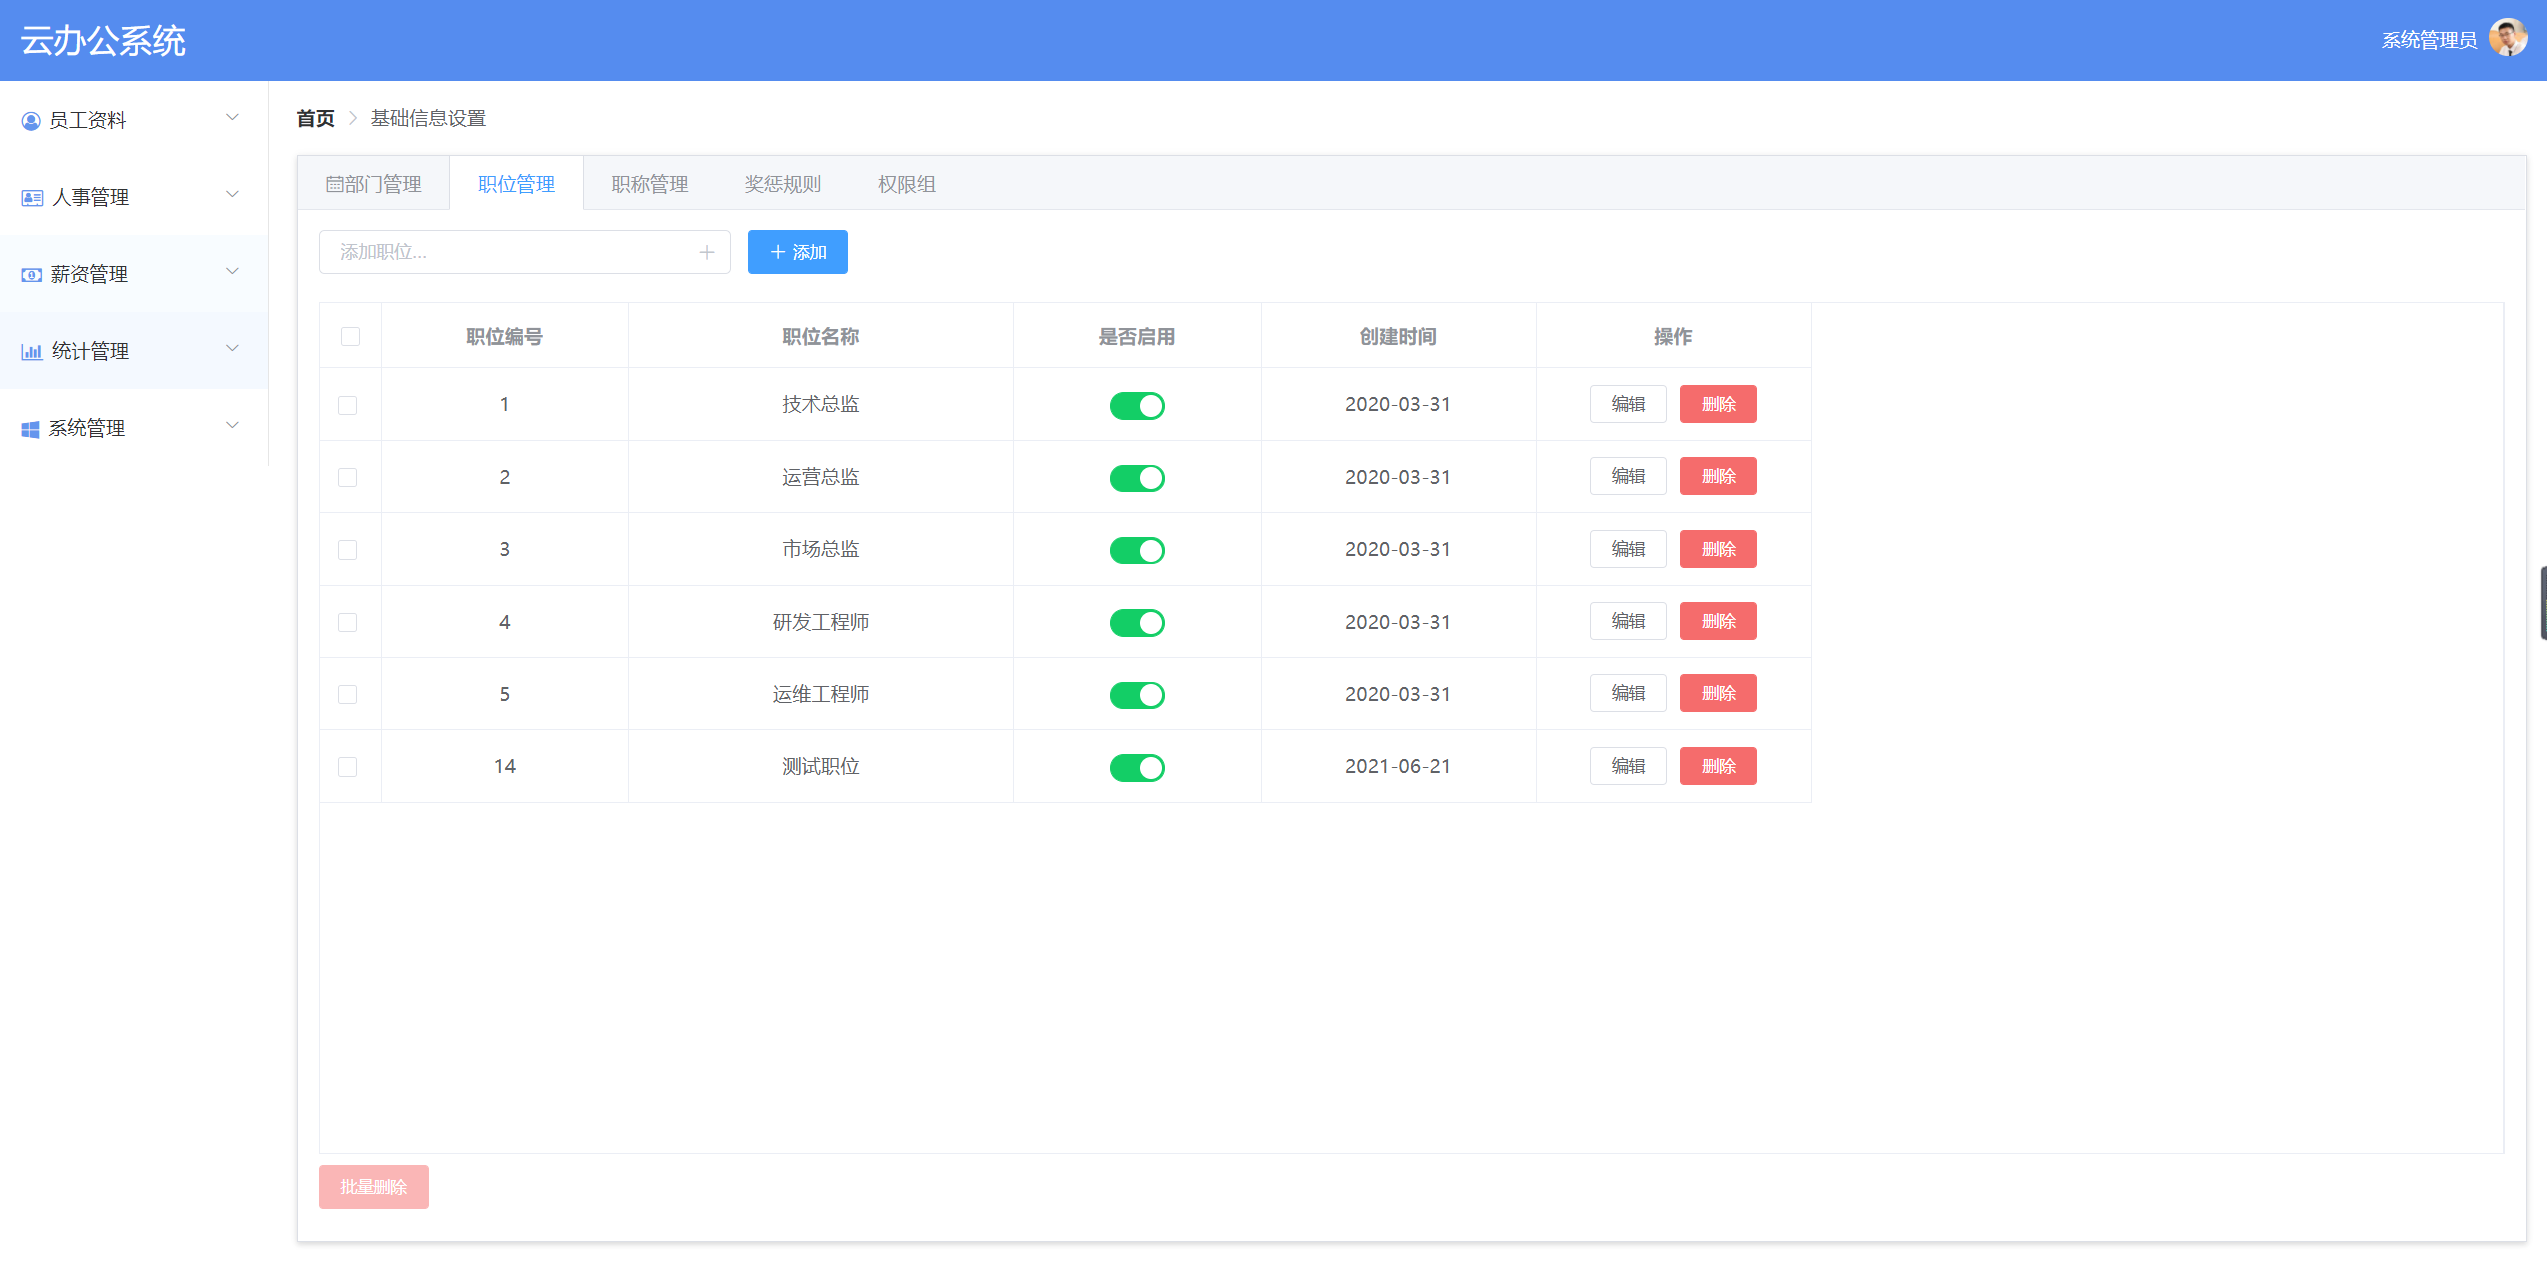 云办公系统
系统管理员
员工资料
人事管理
薪资管理
统计管理
系统管理
首页 基础信息设置
部门管理 职位管理 职称管理 奖惩规则 权限组
添加职位... 添加
职位编号 职位名称 是否启用 创建时间 操作
1 技术总监 2020-03-31 编辑 删除
2 运营总监 2020-03-31 编辑 删除
3 市场总监 2020-03-31 编辑 删除
4 研发工程师 2020-03-31 编辑 删除
5 运维工程师 2020-03-31 编辑 删除
14 测试职位 2021-06-21 编辑 删除
批量删除